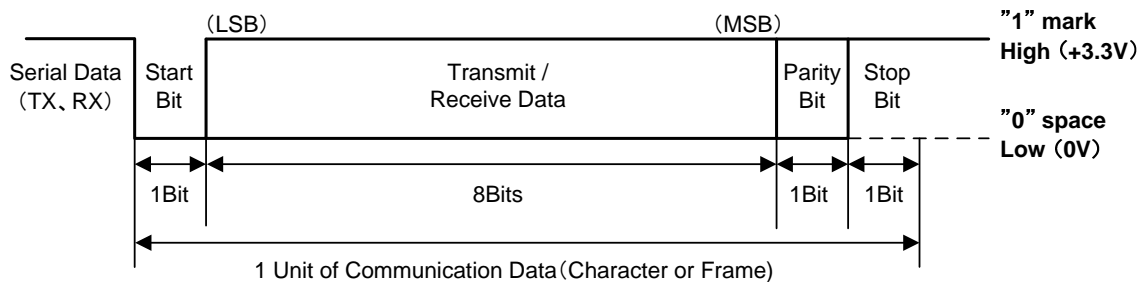 (LSB)
(MSB)
”1” mark
High (+3.3V)
Serial Data
(TX、RX)
Start
Bit
Transmit /
Receive Data
Parity
Bit
Stop
Bit
”0” space
Low (0V)
1Bit
8Bits
1Bit
1Bit
1 Unit of Communication Data(Character or Frame)